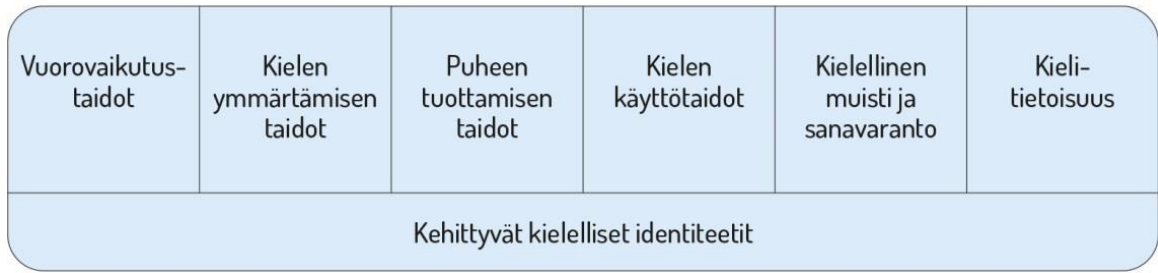 Vuorovaikutus-
taidot
Kielen
ymmärtämisen
taidot
Puheen
tuottamisen
taidot
Kielen
käyttötaidot
Kielellinen
muisti ja
sanavaranto
Kieli-
tietoisuus
Kehittyvät kielelliset identiteetit